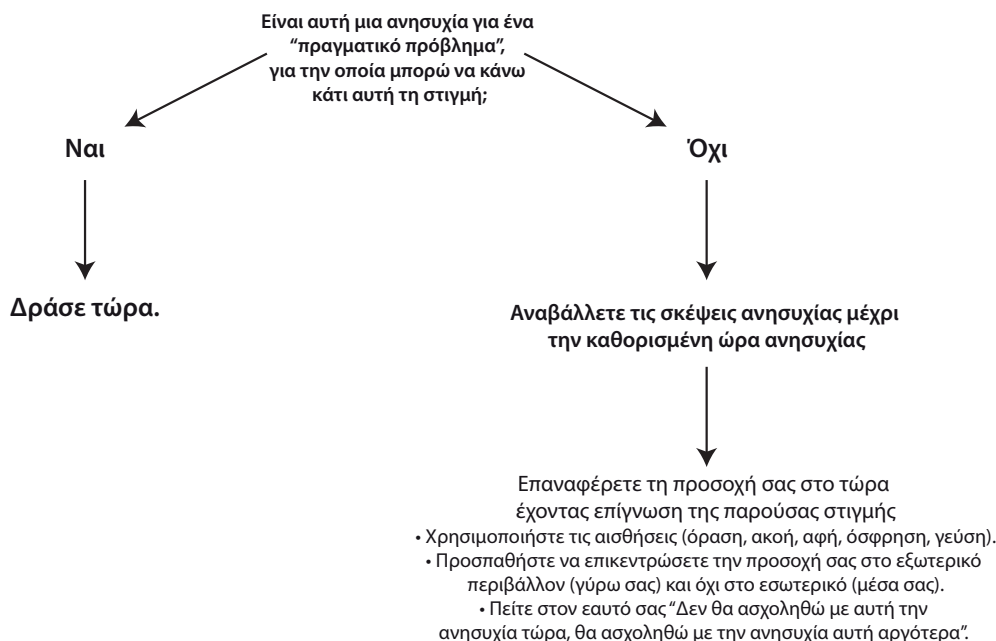 Είναι αυτή μια ανησυχία για ένα
“πραγματικό πρόβλημα”,
για την οποία μπορώ να κάνω
κάτι αυτή τη στιγμή;
Ναι
Όχι
Δράσε τώρα.
Αναβάλλετε τις σκέψεις ανησυχίας μέχρι
την καθορισμένη ώρα ανησυχίας
Επαναφέρετε τη προσοχή σας στο τώρα
έχοντας επίγνωση της παρούσας στιγμής
• Χρησιμοποιήστε τις αισθήσεις (όραση, ακοή, αφή, όσφρηση, γεύση).
• Προσπαθήστε να επικεντρώσετε την προσοχή σας στο εξωτερικό
περιβάλλον (γύρω σας) και όχι στο εσωτερικό (μέσα σας).
• Πείτε στον εαυτό σας “Δεν θα ασχοληθώ με αυτή την
ανησυχία τώρα, θα ασχοληθώ με την ανησυχία αυτή αργότερα”.